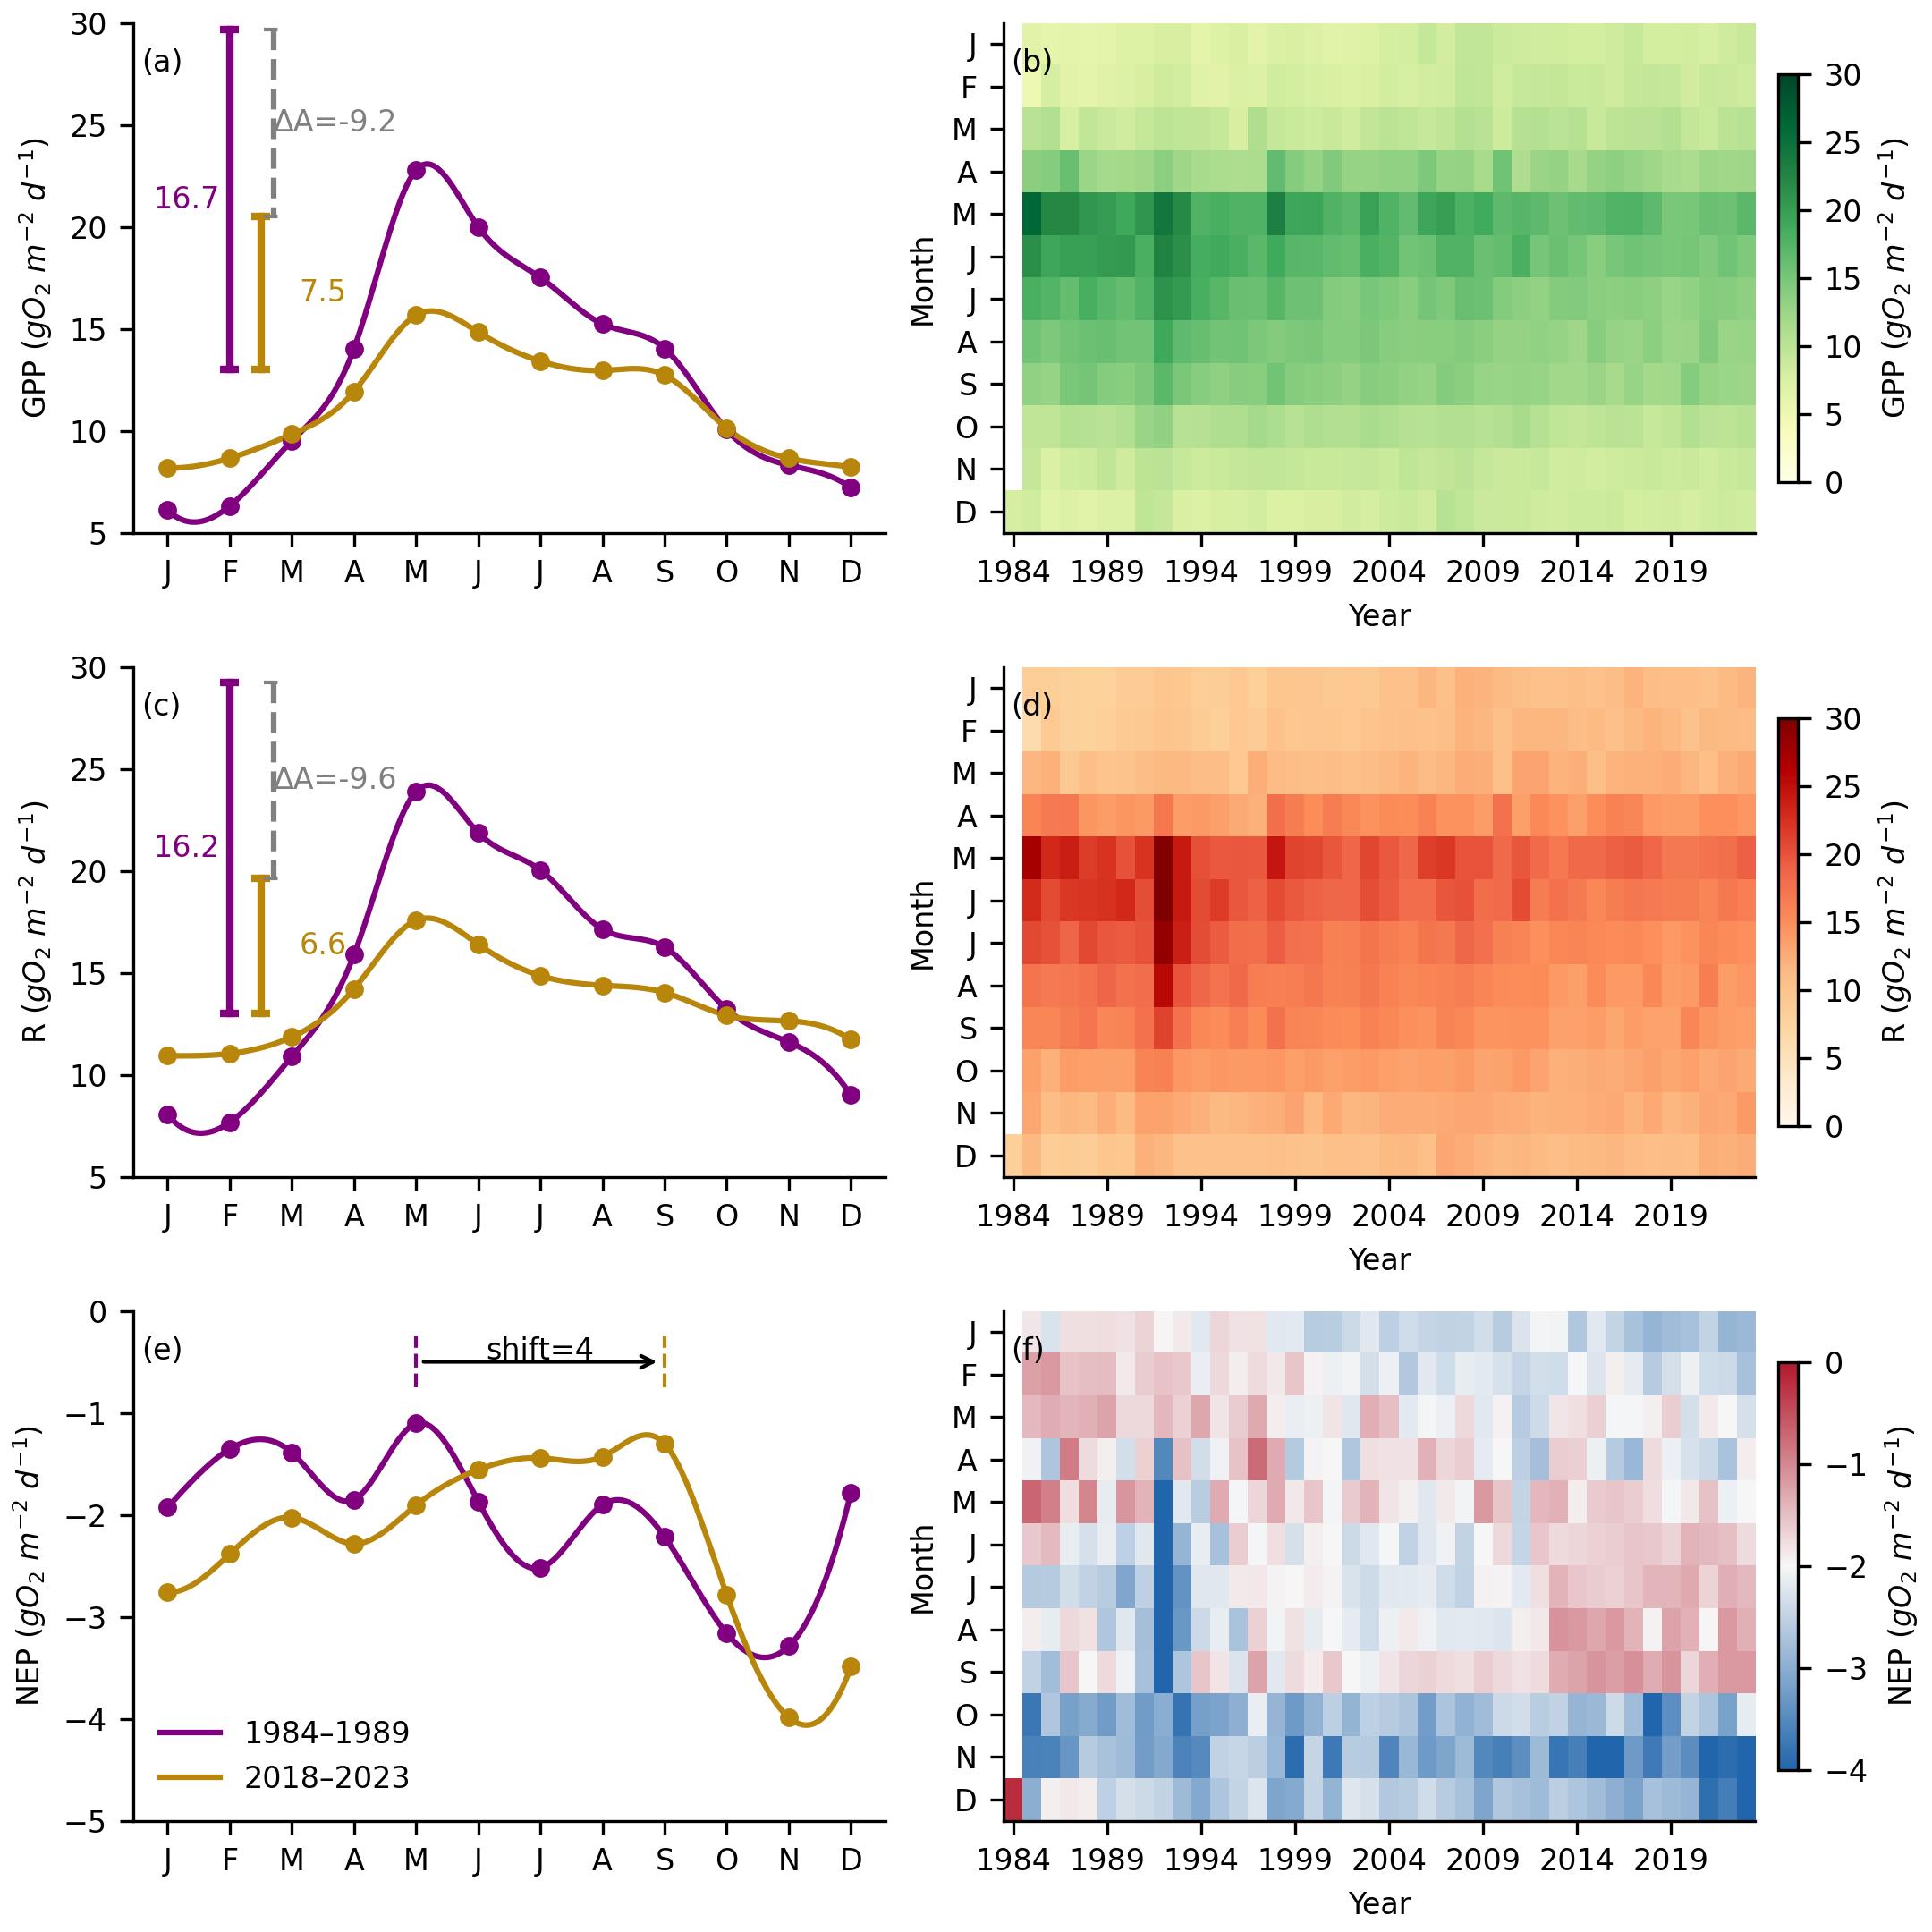 (a)
GPP (gO₂ m⁻² d⁻¹)
30
25
20
15
10
5
16.7
7.5
ΔA=-9.2
J F M A M J J A S O N D
(b)
Month
J
F
M
A
M
J
J
A
S
O
N
D
1984 1989 1994 1999 2004 2009 2014 2019
Year
30
25
20
15
10
5
0
GPP (gO₂ m⁻² d⁻¹)
(c)
R (gO₂ m⁻² d⁻¹)
30
25
20
15
10
5
16.2
6.6
ΔA=-9.6
J F M A M J J A S O N D
(d)
Month
J
F
M
A
M
J
J
A
S
O
N
D
1984 1989 1994 1999 2004 2009 2014 2019
Year
30
25
20
15
10
5
0
R (gO₂ m⁻² d⁻¹)
(e)
NEP (gO₂ m⁻² d⁻¹)
0
−1
−2
−3
−4
−5
shift=4
1984–1989
2018–2023
J F M A M J J A S O N D
(f)
Month
J
F
M
A
M
J
J
A
S
O
N
D
1984 1989 1994 1999 2004 2009 2014 2019
Year
0
−1
−2
−3
−4
NEP (gO₂ m⁻² d⁻¹)